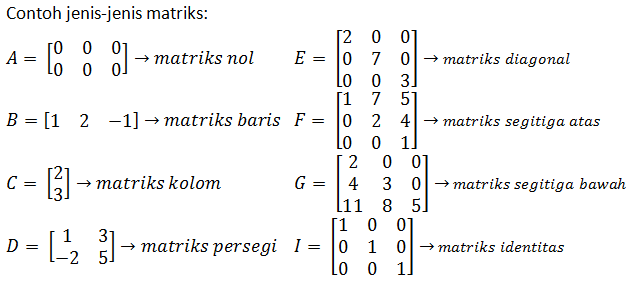 Contoh jenis-jenis matriks:
A = [0 0 0
0 0 0] → matriks nol
E = [2 0 0
0 7 0
0 0 3] → matriks diagonal
B = [1 2 −1] → matriks baris
F = [1 7 5
0 2 4
0 0 1] → matriks segitiga atas
C = [2
3] → matriks kolom
G = [2 0 0
4 3 0
11 8 5] → matriks segitiga bawah
D = [1 3
−2 5] → matriks persegi
I = [1 0 0
0 1 0
0 0 1] → matriks identitas